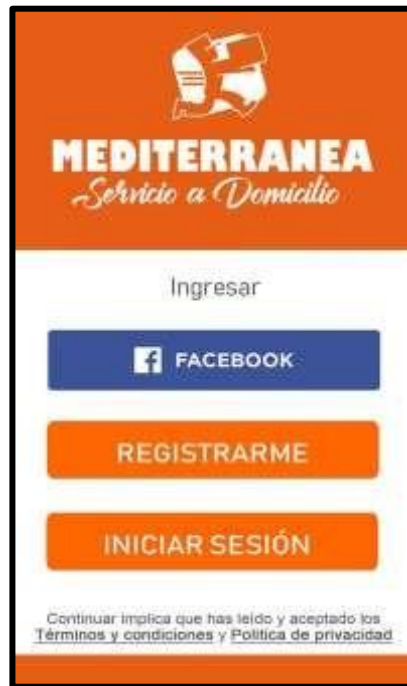 MEDITERRANEA
Servicio a Domicilio
Ingresar
FACEBOOK
REGISTRARME
INICIAR SESIÓN
Continuar implica que has leído y aceptado los
Términos y condiciones y Política de privacidad